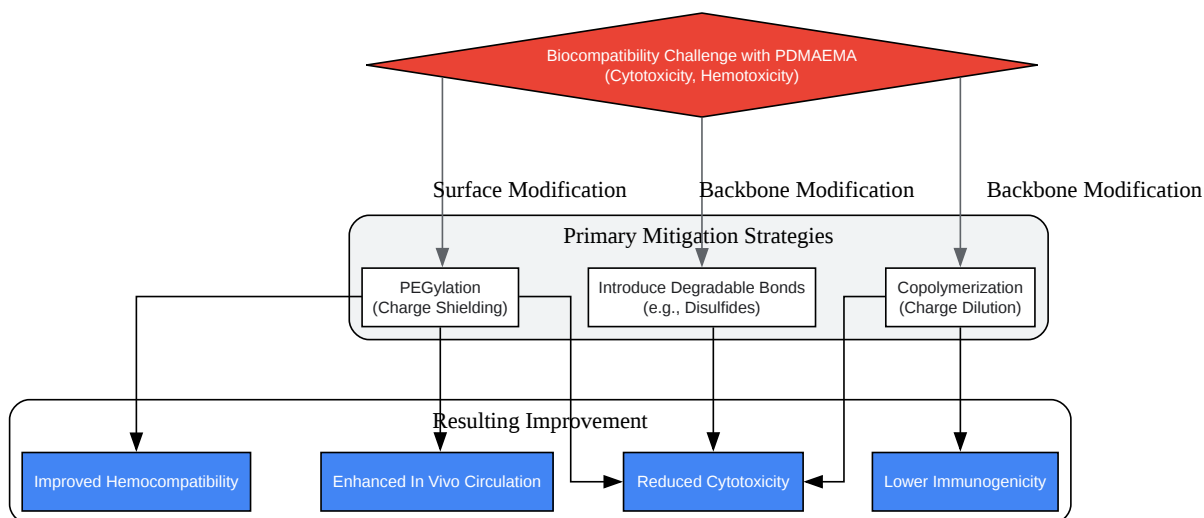 Biocompatibility Challenge with PDMAEMA
(Cytotoxicity, Hemotoxicity)
Surface Modification
Backbone Modification
Backbone Modification
Primary Mitigation Strategies
PEGylation
(Charge Shielding)
Introduce Degradable Bonds
(e.g., Disulfides)
Copolymerization
(Charge Dilution)
Resulting Improvement
Improved Hemocompatibility
Enhanced In Vivo Circulation
Reduced Cytotoxicity
Lower Immunogenicity